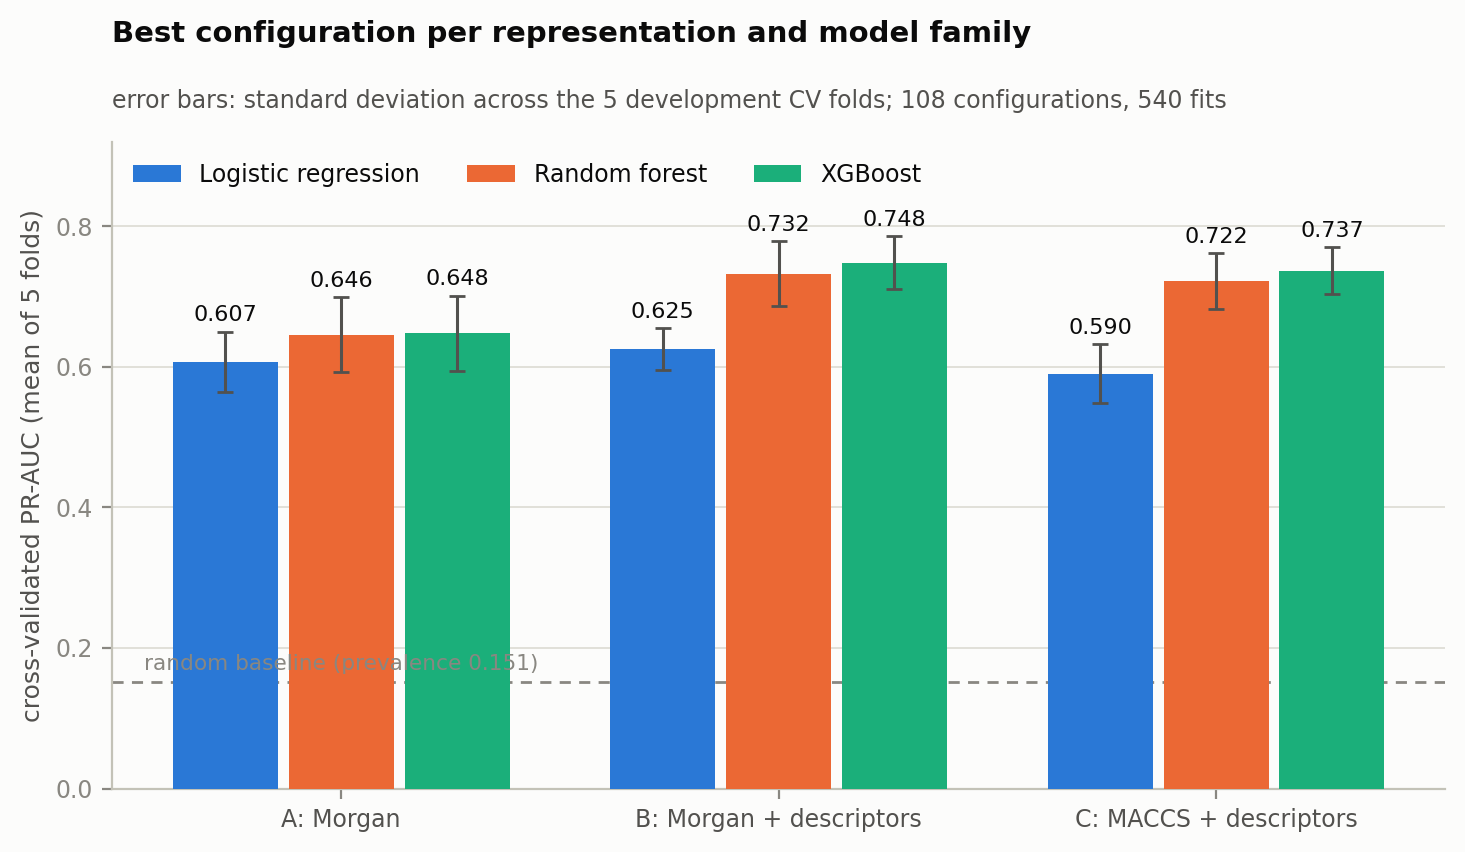 Best configuration per representation and model family
error bars: standard deviation across the 5 development CV folds; 108 configurations, 540 fits
Logistic regression
Random forest
XGBoost
cross-validated PR-AUC (mean of 5 folds)
0.8
0.6
0.4
0.2
0.0
0.607
0.646
0.648
0.625
0.732
0.748
0.590
0.722
0.737
random baseline (prevalence 0.151)
A: Morgan
B: Morgan + descriptors
C: MACCS + descriptors